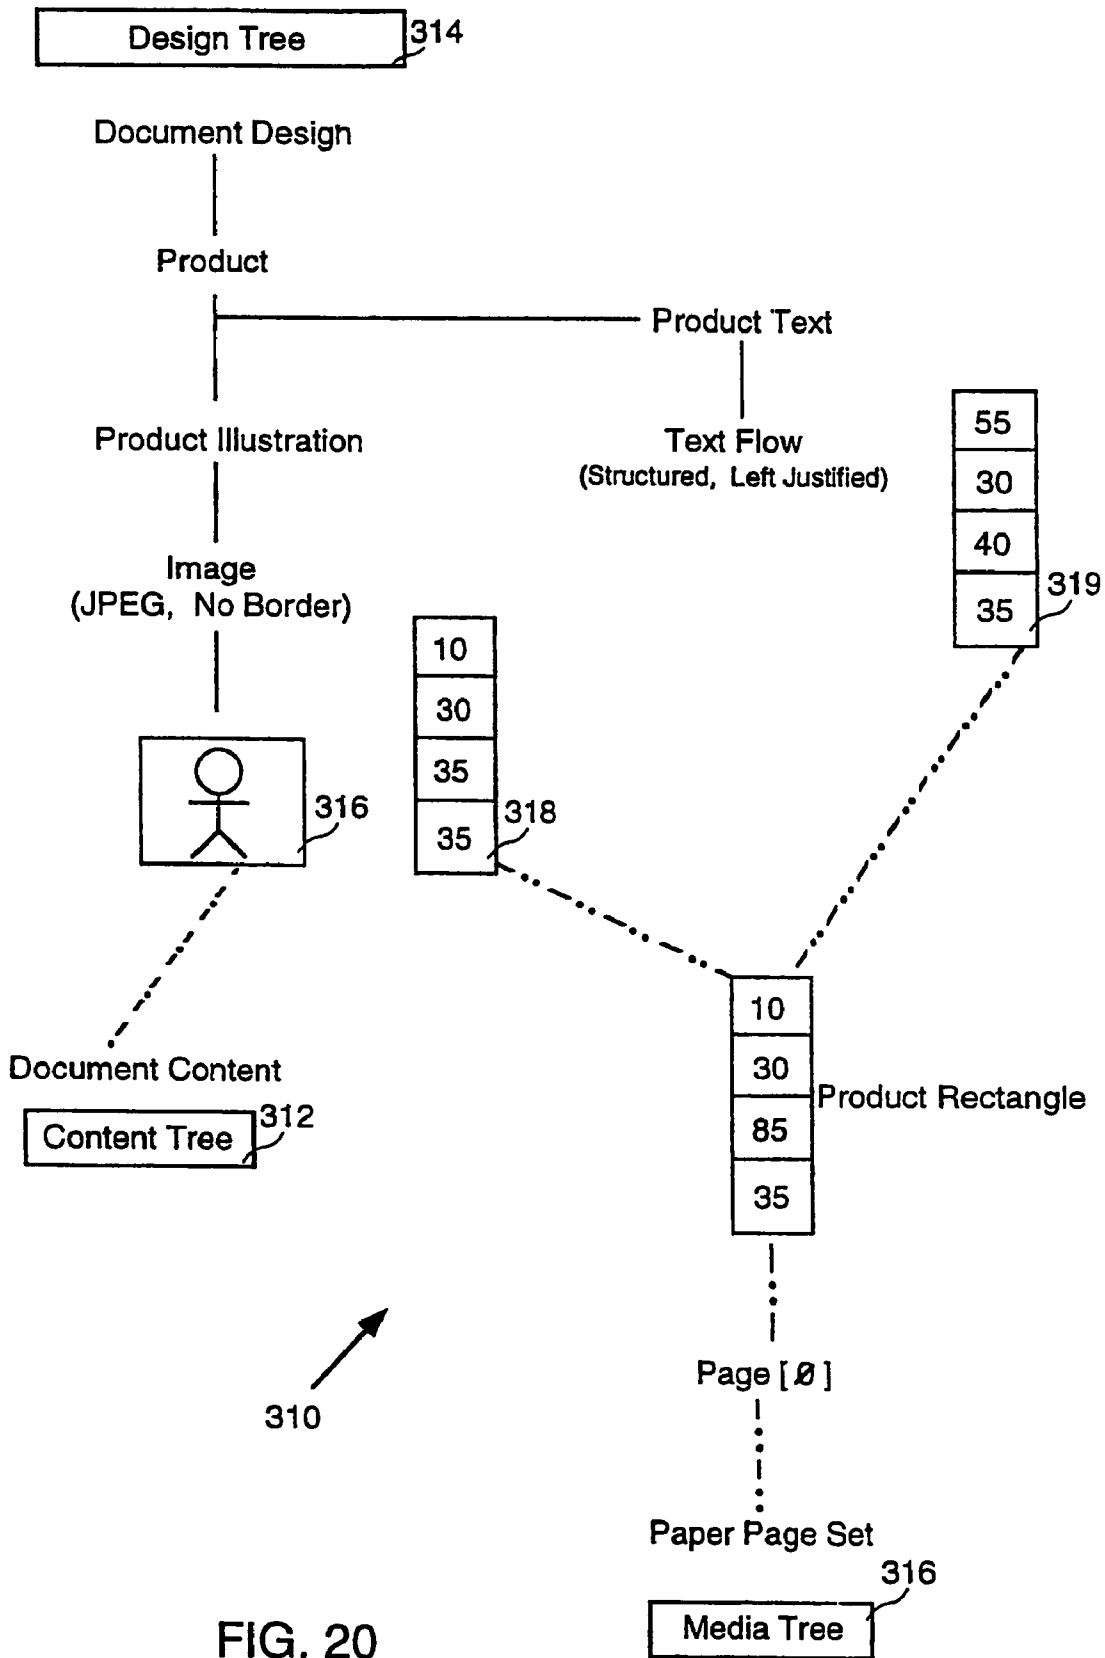 Design Tree
314
Document Design
Product
Product Text
Product Illustration
Text Flow
(Structured, Left Justified)
55
30
40
35
319
Image
(JPEG, No Border)
10
30
35
35
318
316
10
30
85
35
Product Rectangle
Document Content
Content Tree
312
310
Page [0]
Paper Page Set
316
Media Tree
FIG. 20